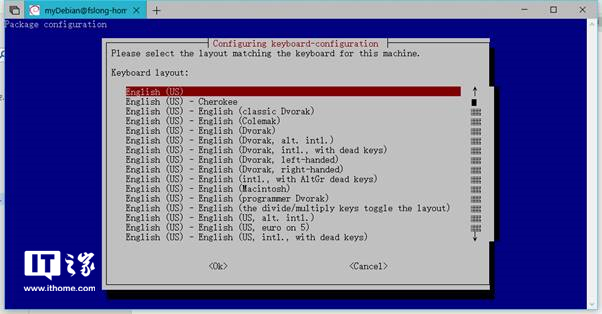 myDebian@fslong-hom
Package configuration
Configuring keyboard-configuration
Please select the layout matching the keyboard for this machine.
Keyboard layout:
English (US)
English (US) - Cherokee
English (US) - English (classic Dvorak)
English (US) - English (Colemak)
English (US) - English (Dvorak)
English (US) - English (Dvorak, alt. intl.)
English (US) - English (Dvorak, intl., with dead keys)
English (US) - English (Dvorak, left-handed)
English (US) - English (Dvorak, right-handed)
English (US) - English (intl., with AltGr dead keys)
English (US) - English (Macintosh)
English (US) - English (programmer Dvorak)
English (US) - English (the divide/multiply keys toggle the layout)
English (US) - English (US, alt. intl.)
English (US) - English (US, euro on 5)
English (US) - English (US, intl., with dead keys)
<Ok> <Cancel>
IT之家
www.ithome.com